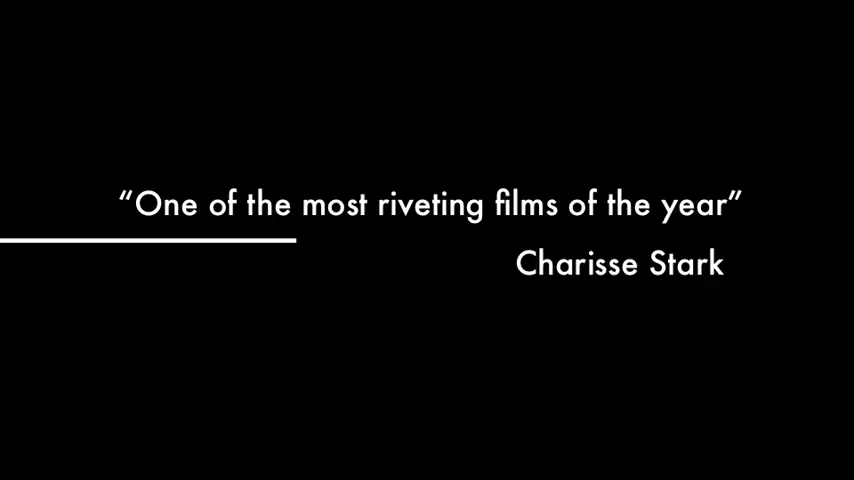 “One of the most riveting films of the year”
Charisse Stark